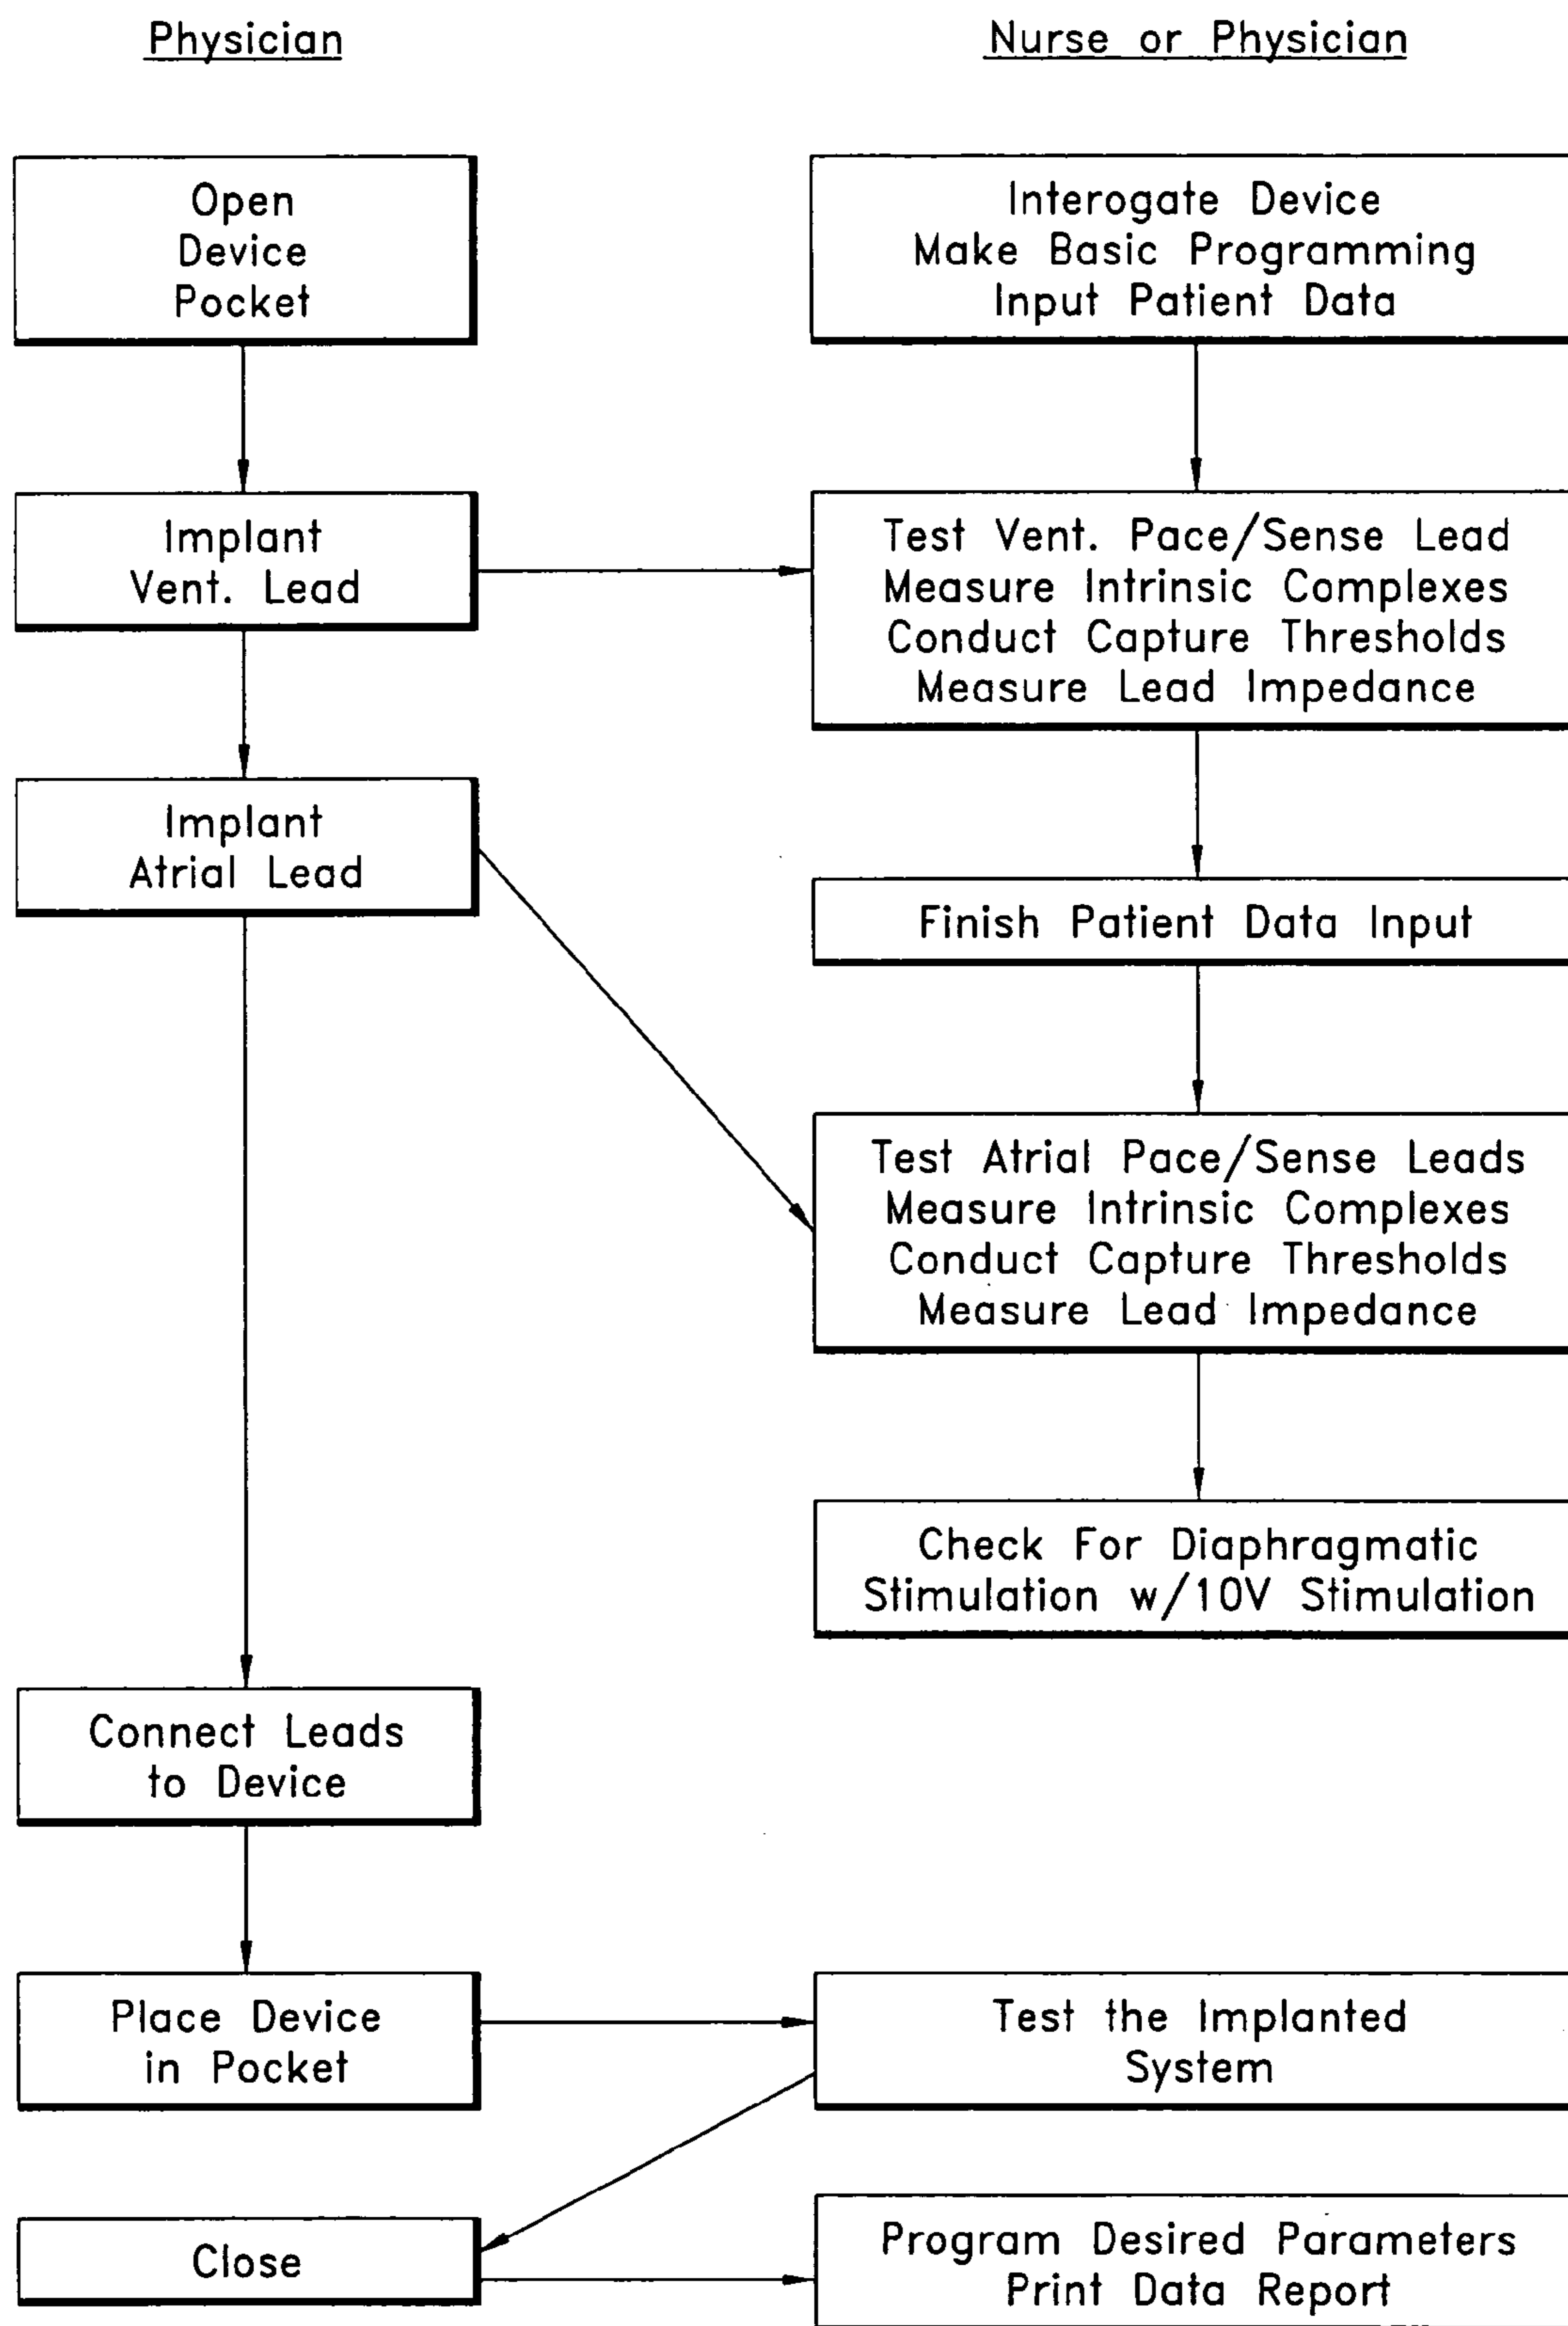 Physician
Nurse or Physician
Open
Device
Pocket
Interogate Device
Make Basic Programming
Input Patient Data
Implant
Vent. Lead
Test Vent. Pace/Sense Lead
Measure Intrinsic Complexes
Conduct Capture Thresholds
Measure Lead Impedance
Implant
Atrial Lead
Finish Patient Data Input
Test Atrial Pace/Sense Leads
Measure Intrinsic Complexes
Conduct Capture Thresholds
Measure Lead Impedance
Check For Diaphragmatic
Stimulation w/10V Stimulation
Connect Leads
to Device
Place Device
in Pocket
Test the Implanted
System
Close
Program Desired Parameters
Print Data Report